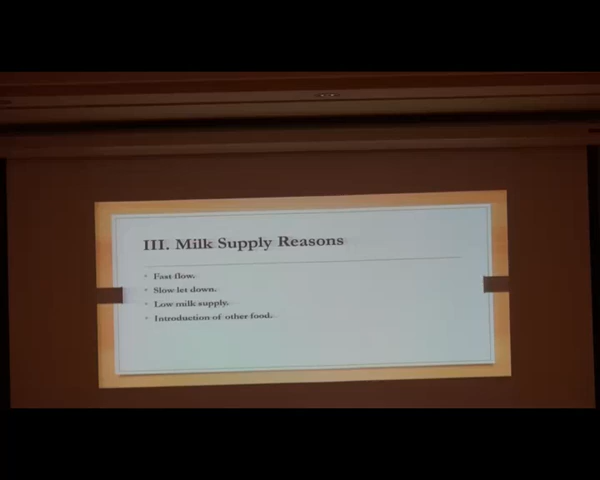 III. Milk Supply Reasons
• Fast flow.
• Slow let down.
• Low milk supply.
• Introduction of other food.